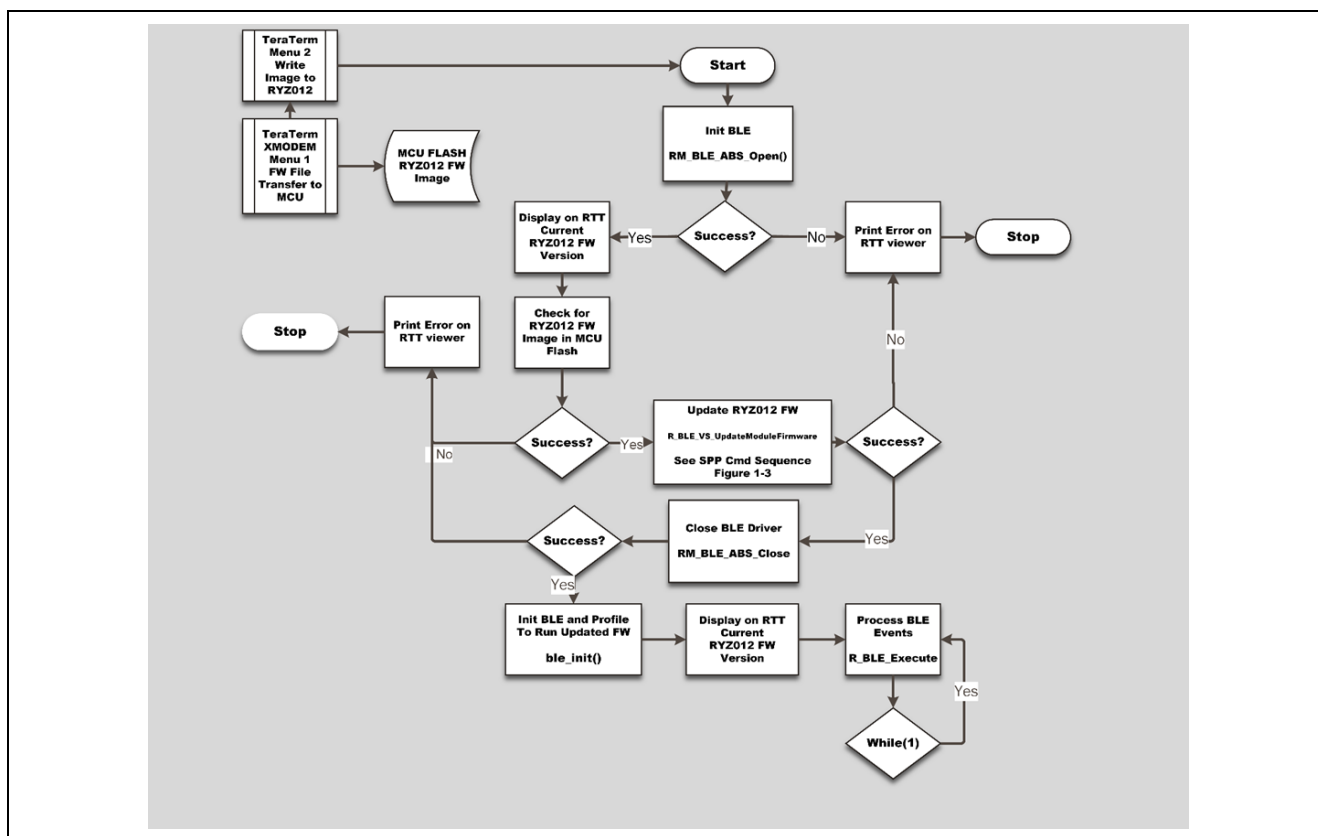 TeraTerm
Menu 2
Write
Image to
RYZ012
Start
TeraTerm
XMODEM
Menu 1
FW File
Transfer to
MCU
MCU FLASH
RYZ012 FW
Image
Init BLE
RM_BLE_ABS_Open()
Display on RTT
Current
RYZ012 FW
Version
Yes
Success?
No
Print Error on
RTT viewer
Stop
Stop
Print Error on
RTT viewer
Check for
RYZ012 FW
Image in MCU
Flash
No
No
Success?
Yes
Update RYZ012 FW
R_BLE_VS_UpdateModuleFirmware
See SPP Cmd Sequence
Figure 1-3
Success?
Success?
Close BLE Driver
RM_BLE_ABS_Close
Yes
Yes
Init BLE and Profile
To Run Updated FW
ble_init()
Display on RTT
Current
RYZ012 FW
Version
Process BLE
Events
R_BLE_Execute
Yes
While(1)